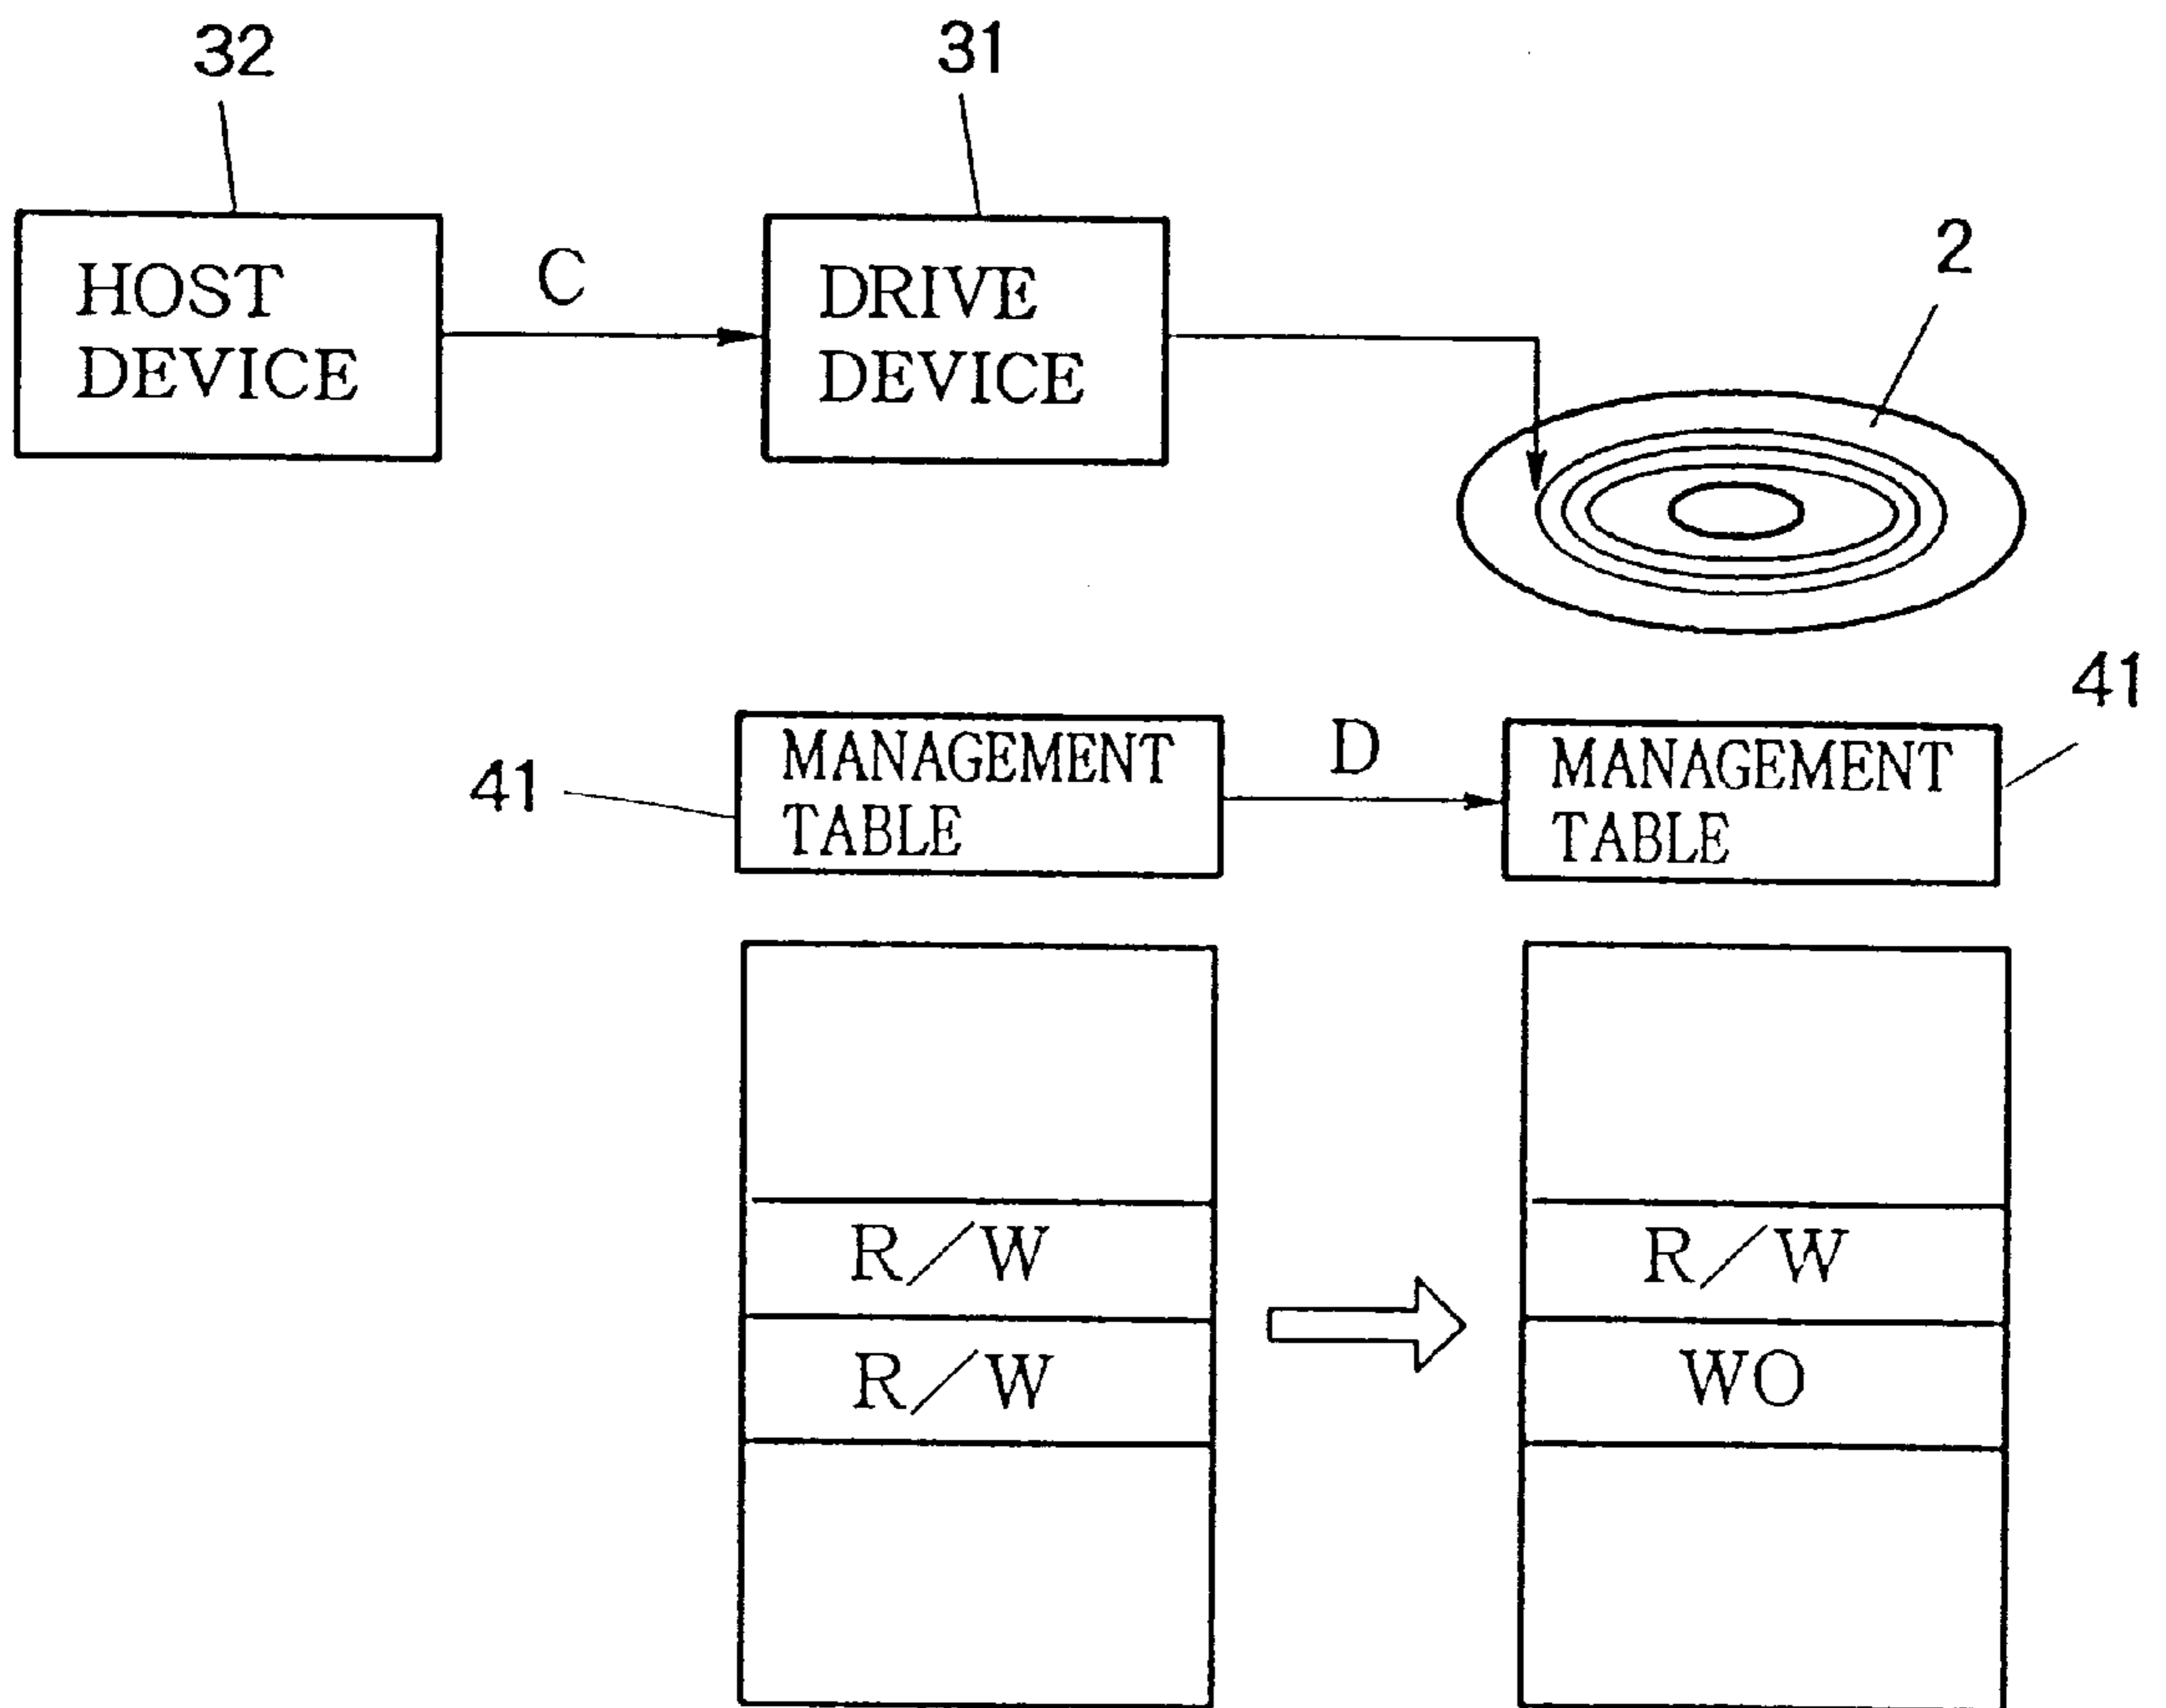 32
31
HOST
DEVICE
C
DRIVE
DEVICE
2
41
MANAGEMENT
TABLE
D
MANAGEMENT
TABLE
41
R/W
R/W
R/W
WO